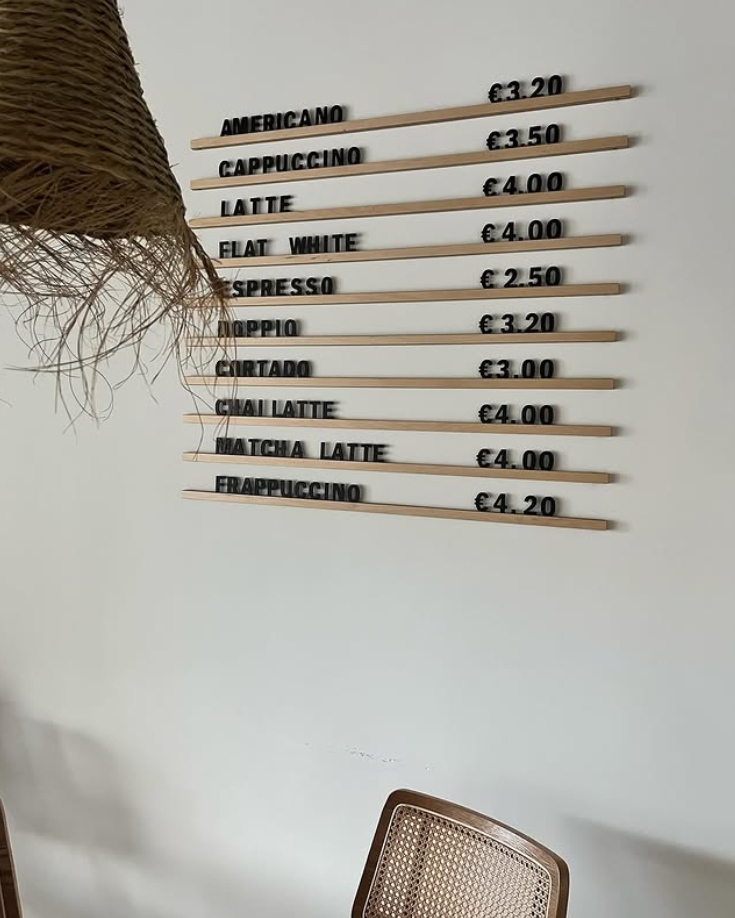 AMERICANO €3.20
CAPPUCCINO €3.50
LATTE €4.00
FLAT WHITE €4.00
ESPRESSO €2.50
DOPPIO €3.20
CORTADO €3.00
CHAI LATTE €4.00
MATCHA LATTE €4.00
FRAPPUCCINO €4.20